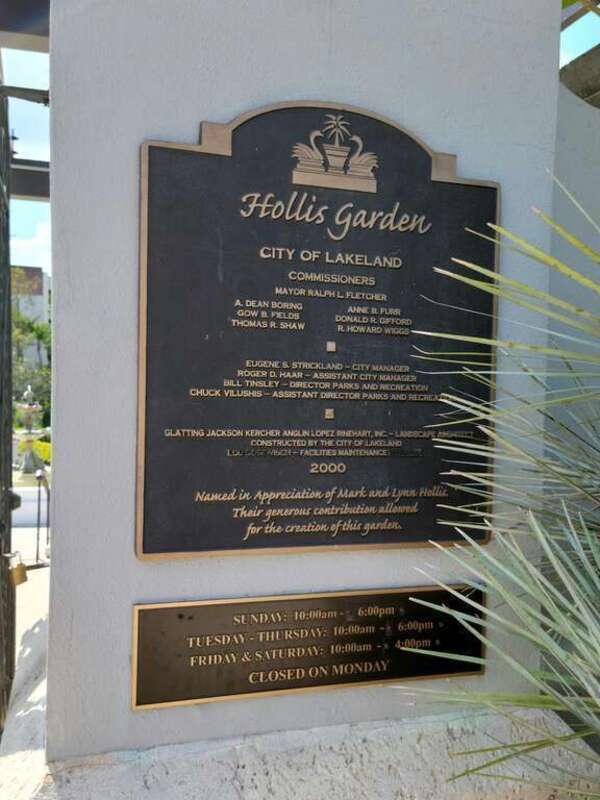 Hollis Garden
CITY OF LAKELAND
COMMISSIONERS
MAYOR RALPH L. FLETCHER
A. DEAN BORING ANNE B. FURR
GOW B. FIELDS DONALD R. GIFFORD
THOMAS R. SHAW R. HOWARD WIGGS
EUGENE S. STRICKLAND – CITY MANAGER
ROGER D. HAAR – ASSISTANT CITY MANAGER
BILL TINSLEY – DIRECTOR PARKS AND RECREATION
CHUCK VILUSHIS – ASSISTANT DIRECTOR PARKS AND RECREATION
GLATTING JACKSON KERCHER ANGLIN LOPEZ RINEHART, INC. – LANDSCAPE ARCHITECT
CONSTRUCTED BY THE CITY OF LAKELAND
– FACILITIES MAINTENANCE
2000
Named in Appreciation of Mark and Lynn Hollis.
Their generous contribution allowed
for the creation of this garden.
SUNDAY: 10:00am - 6:00pm
TUESDAY - THURSDAY: 10:00am - 6:00pm
FRIDAY & SATURDAY: 10:00am - 4:00pm
CLOSED ON MONDAY